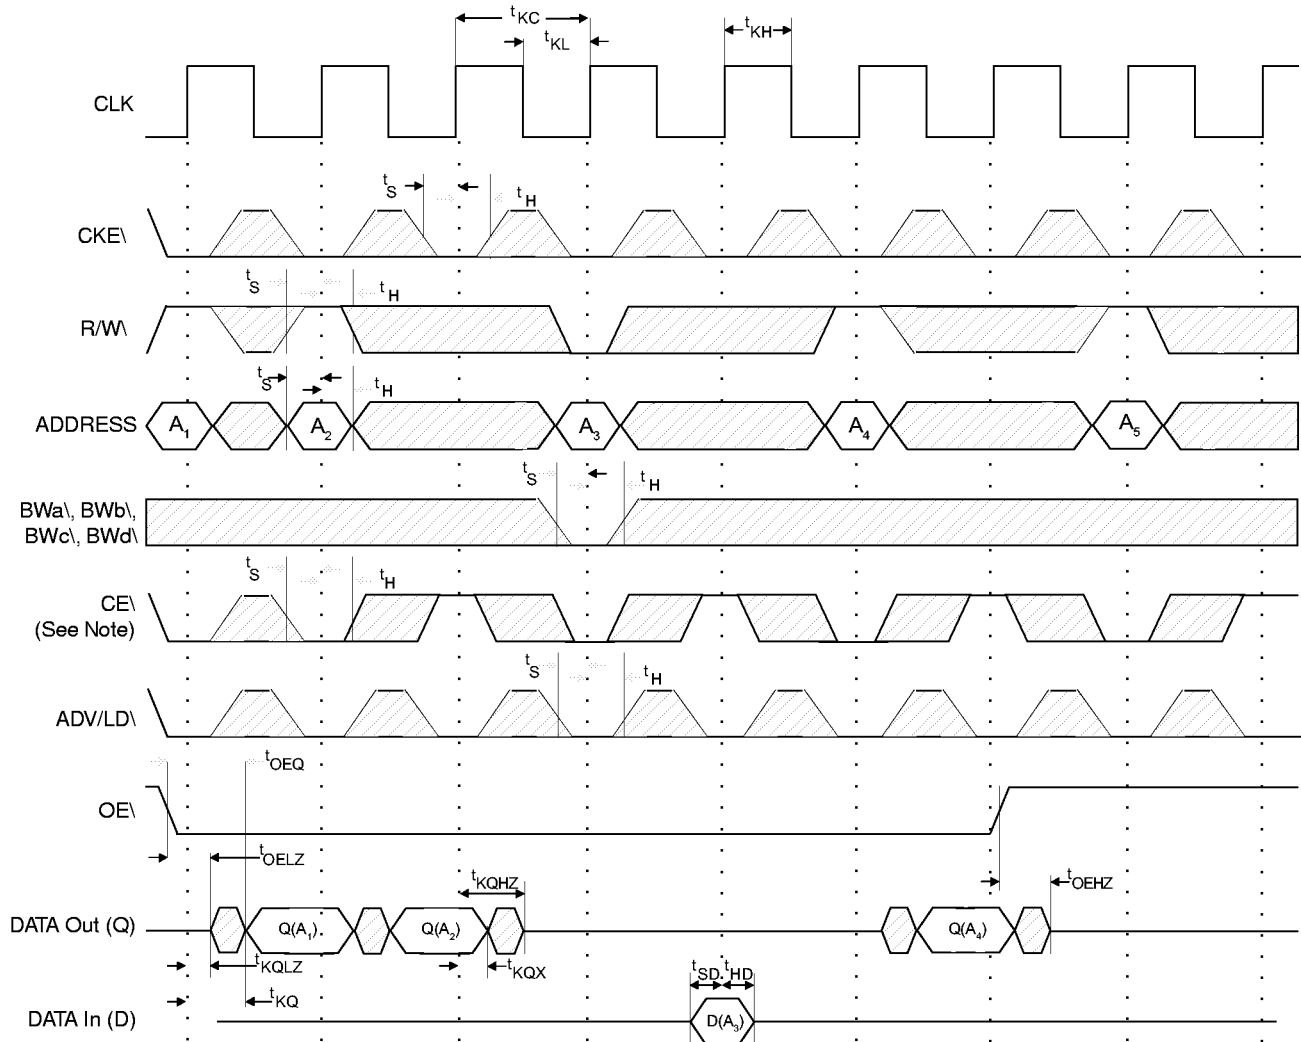 tKC
tKL
tKH
CLK
tS
tH
CKE\
tS
tH
R/W\
tS
tH
ADDRESS
A1
A2
A3
A4
A5
tS
tH
BWa\, BWb\,
BWc\, BWd\
tS
tH
CE\
(See Note)
tS
tH
ADV/LD\
tOEQ
OE\
tOELZ
tKQHZ
tOEHZ
DATA Out (Q)
Q(A1)
Q(A2)
Q(A4)
tKQLZ
tKQX
tSD
tHD
tKQ
DATA In (D)
D(A3)